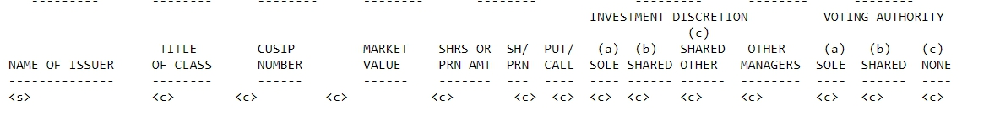 --------- -------- -------- -------- -------- --------- -------- ---------
INVESTMENT DISCRETION VOTING AUTHORITY
(c)
TITLE CUSIP MARKET SHRS OR SH/ PUT/ (a) (b) SHARED OTHER (a) (b) (c)
NAME OF ISSUER OF CLASS NUMBER VALUE PRN AMT PRN CALL SOLE SHARED OTHER MANAGERS SOLE SHARED NONE
-------------- -------- ------ ------ ------- --- ---- ---- ------ ------ -------- ---- ------ ----
<s> <c> <c> <c> <c> <c> <c> <c> <c> <c> <c> <c> <c> <c>